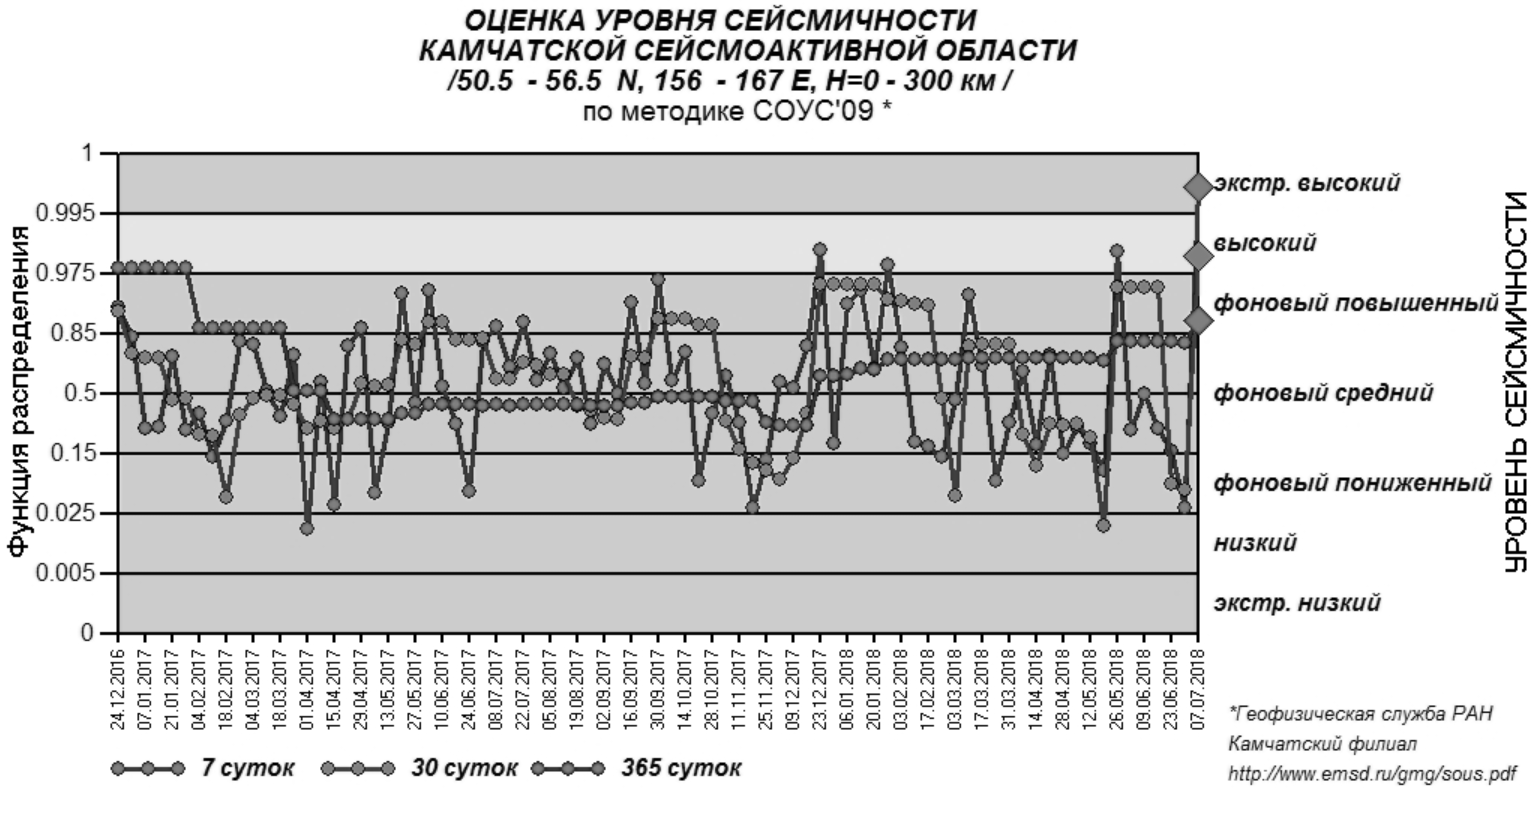 ОЦЕНКА УРОВНЯ СЕЙСМИЧНОСТИ
КАМЧАТСКОЙ СЕЙСМОАКТИВНОЙ ОБЛАСТИ
/50.5 - 56.5 N, 156 - 167 E, H=0 - 300 км /
по методике СОУС'09 *
Функция распределения
1
0.995
0.975
0.85
0.5
0.15
0.025
0.005
0
экстр. высокий
высокий
фоновый повышенный
фоновый средний
фоновый пониженный
низкий
экстр. низкий
УРОВЕНЬ СЕЙСМИЧНОСТИ
24.12.2016
07.01.2017
21.01.2017
04.02.2017
18.02.2017
04.03.2017
18.03.2017
01.04.2017
15.04.2017
29.04.2017
13.05.2017
27.05.2017
10.06.2017
24.06.2017
08.07.2017
22.07.2017
05.08.2017
19.08.2017
02.09.2017
16.09.2017
30.09.2017
14.10.2017
28.10.2017
11.11.2017
25.11.2017
09.12.2017
23.12.2017
06.01.2018
20.01.2018
03.02.2018
17.02.2018
03.03.2018
17.03.2018
31.03.2018
14.04.2018
28.04.2018
12.05.2018
26.05.2018
09.06.2018
23.06.2018
07.07.2018
7 суток
30 суток
365 суток
*Геофизическая служба РАН
Камчатский филиал
http://www.emsd.ru/gmg/sous.pdf